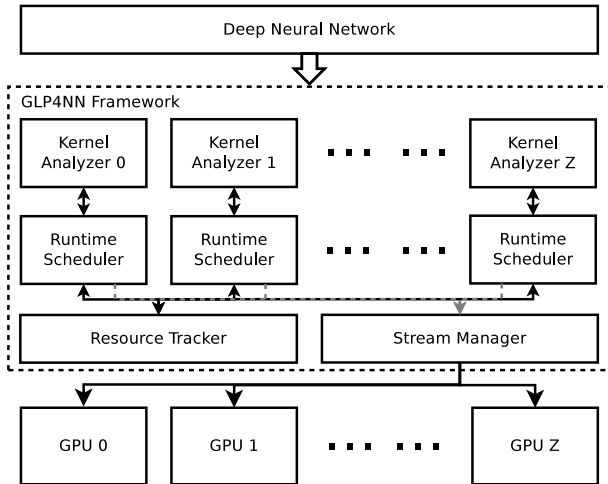 Deep Neural Network
GLP4NN Framework
Kernel
Analyzer 0
Kernel
Analyzer 1
Kernel
Analyzer Z
Runtime
Scheduler
Runtime
Scheduler
Runtime
Scheduler
Resource Tracker
Stream Manager
GPU 0
GPU 1
GPU Z